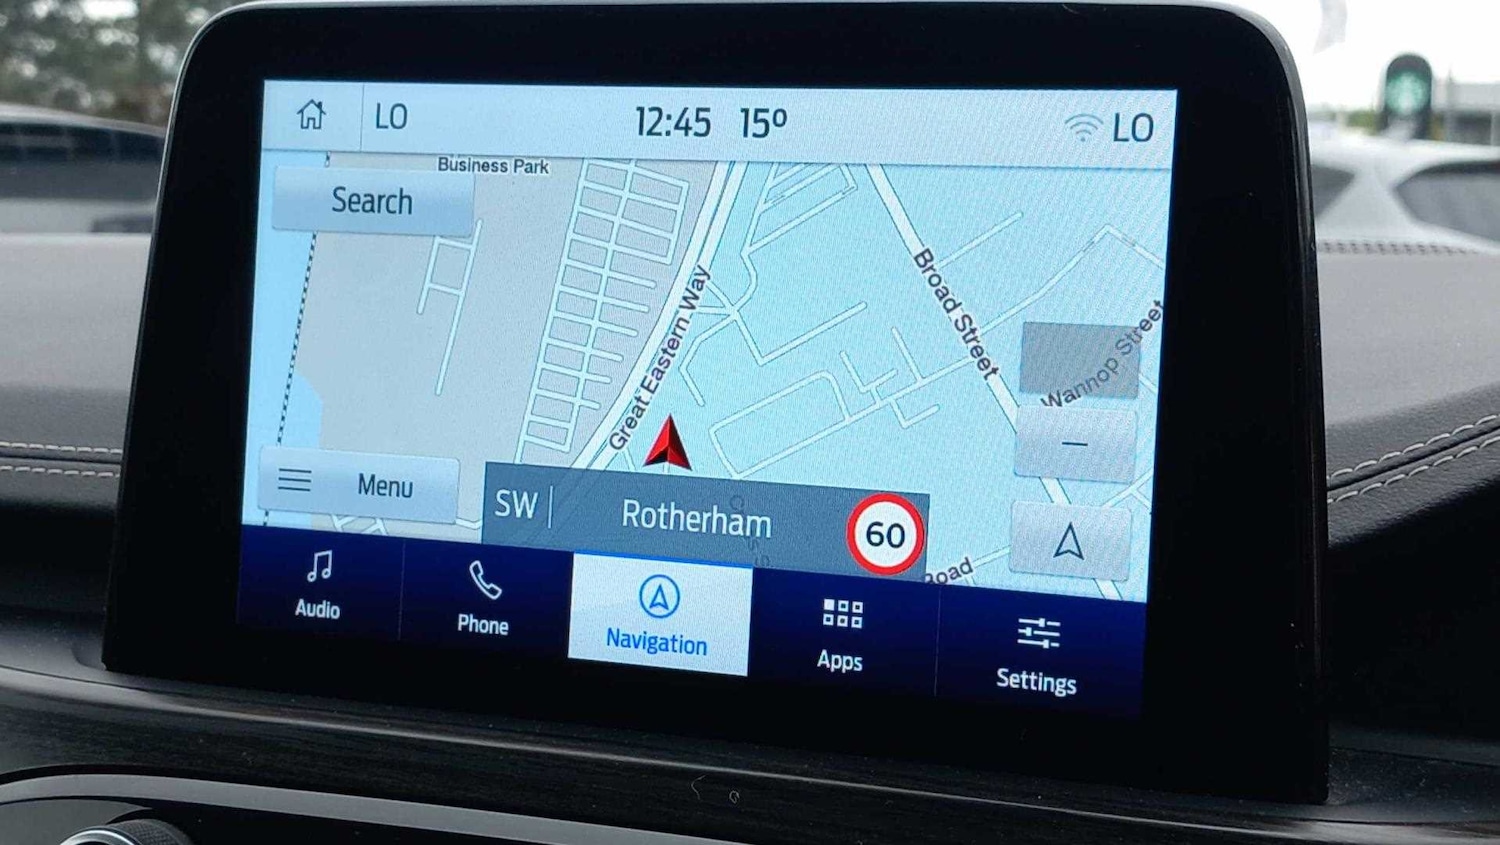 LO
12:45 15º
LO
Business Park
Search
Great Eastern Way
Broad Street
Wannop Street
Menu
SW
Rotherham
60
Road
Audio
Phone
Navigation
Apps
Settings